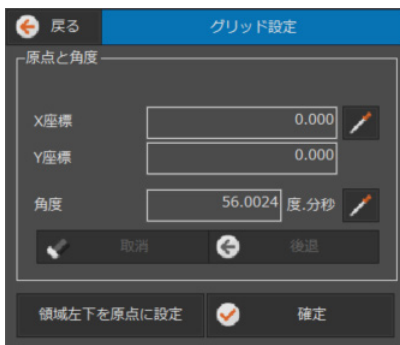 戻る
グリッド設定
原点と角度
X座標 0.000
Y座標 0.000
角度 56.0024 度.分秒
取消 後退
領域左下を原点に設定 確定